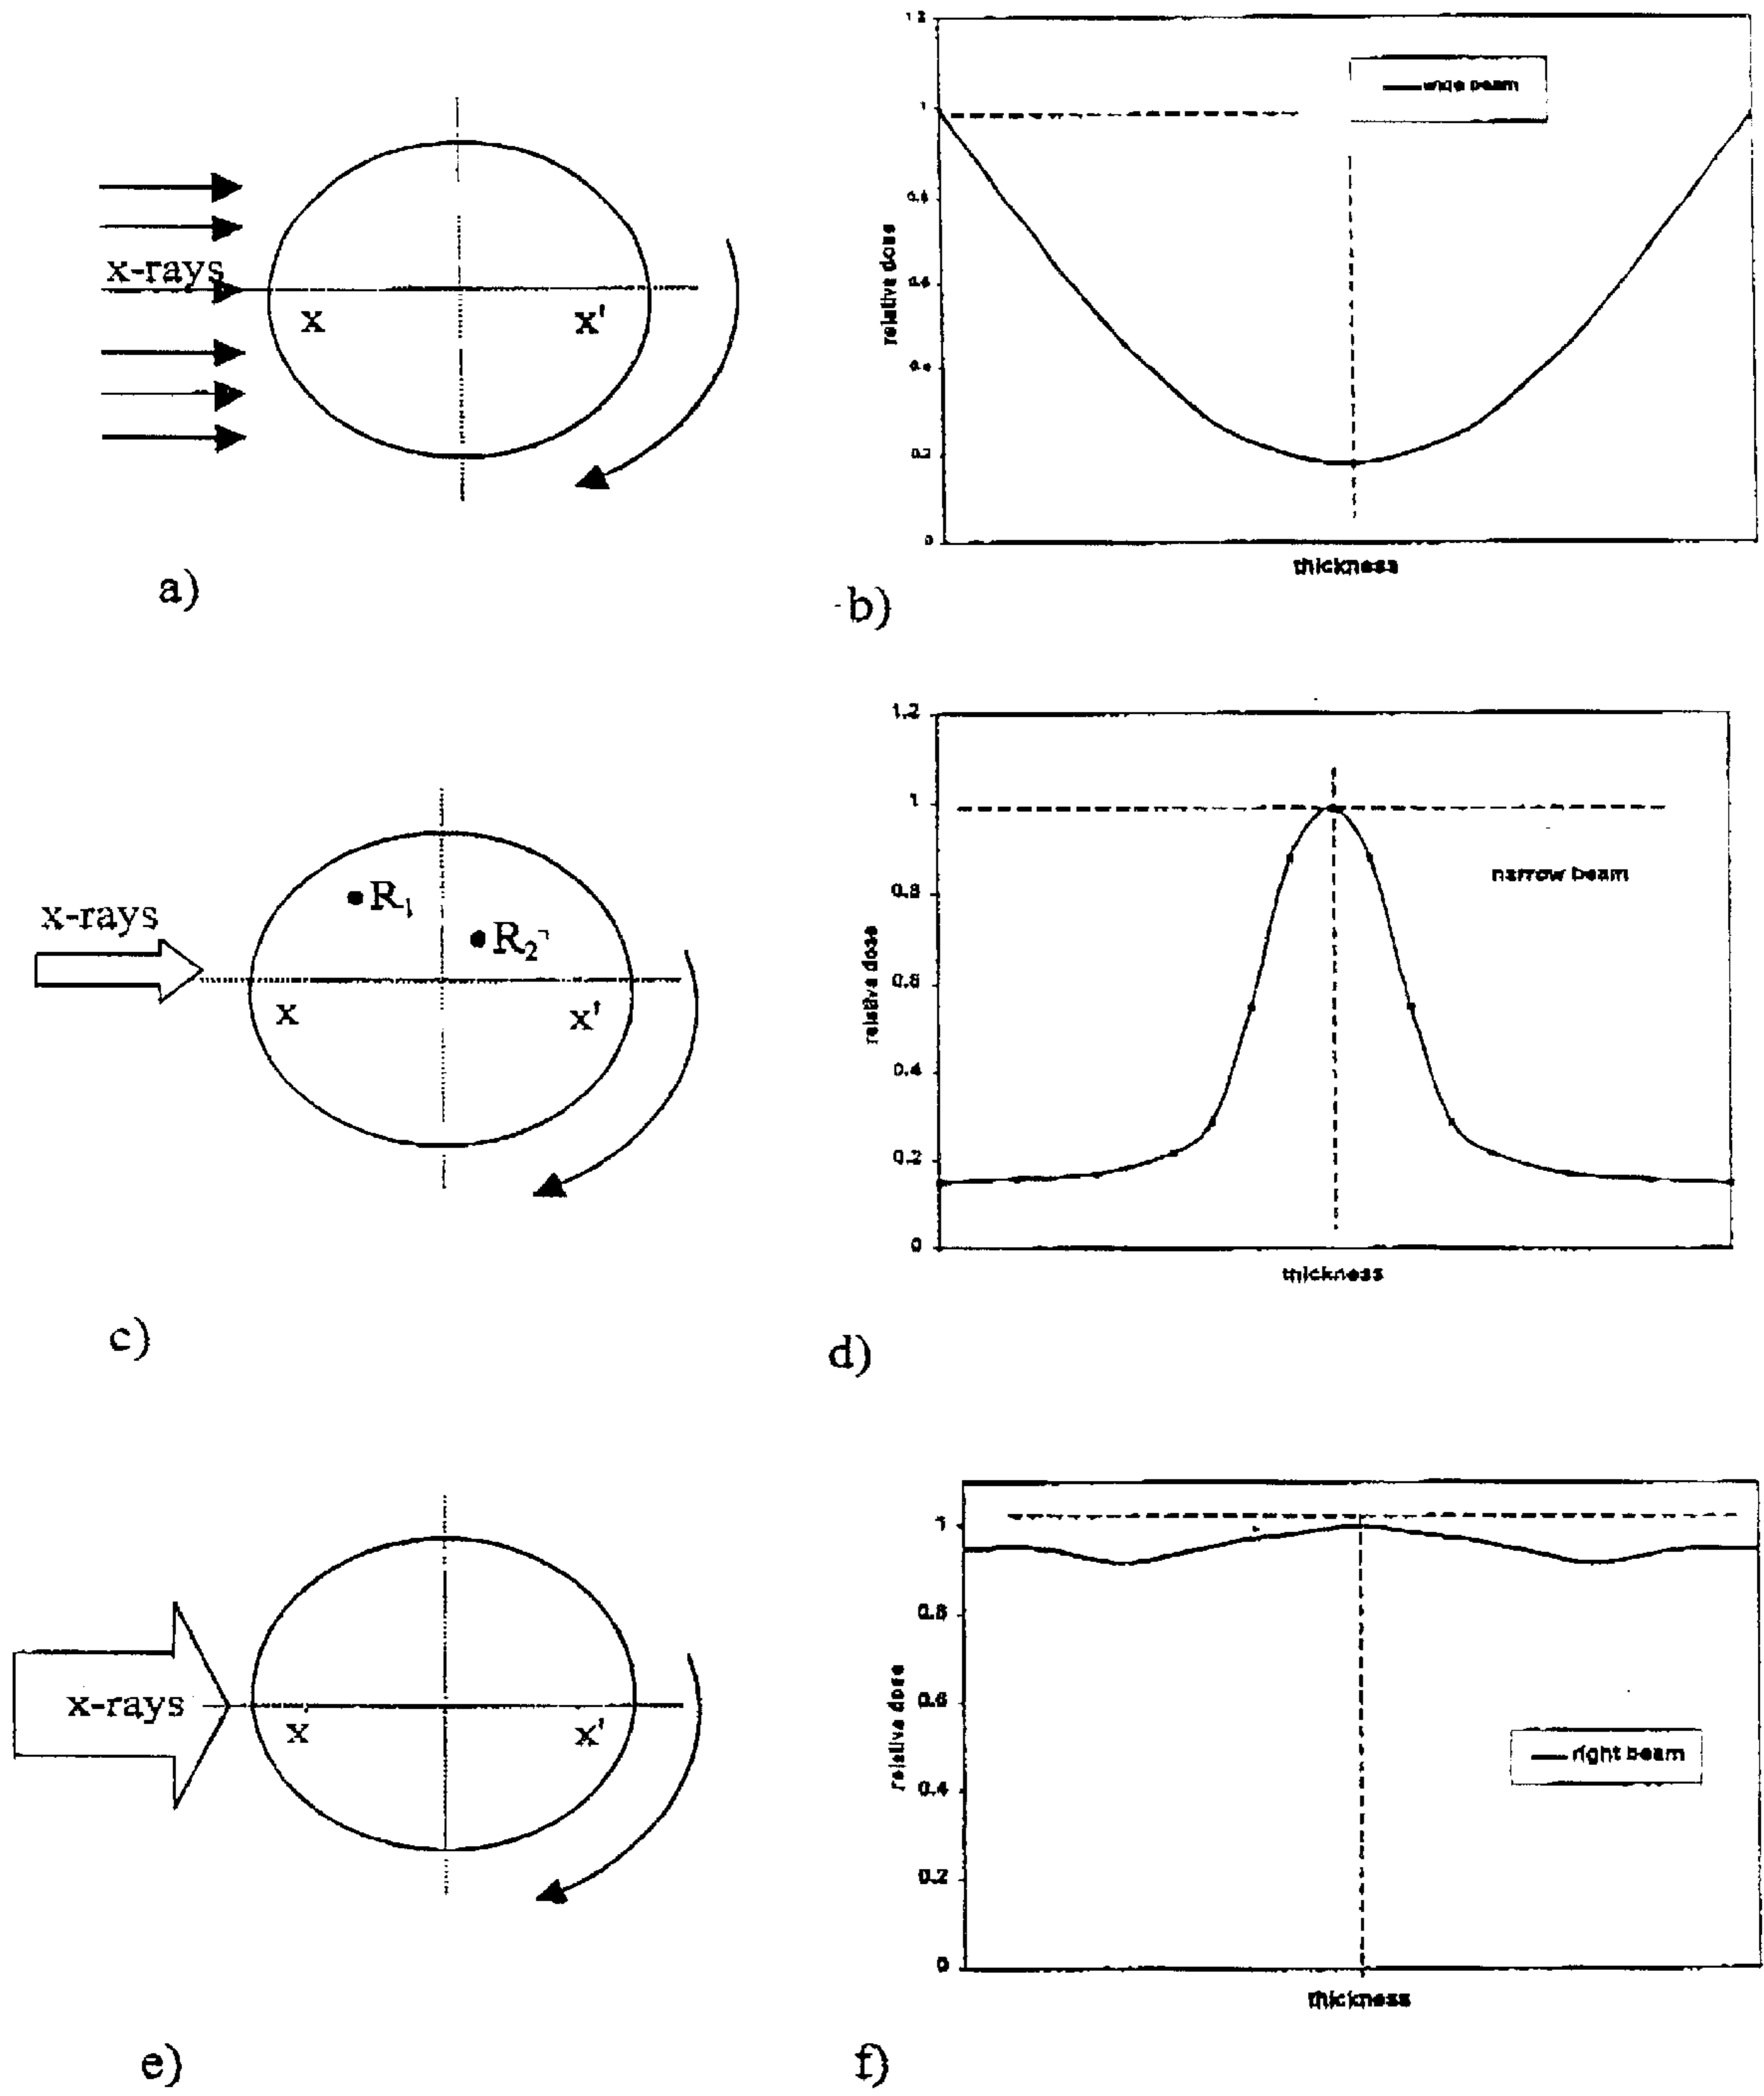 x-rays
x
x'
a)
1.2
1
0.8
0.6
0.4
0.2
0
relative dose
wide beam
thickness
b)
x-rays
R1
R2
x
x'
c)
1.2
1
0.8
0.6
0.4
0.2
0
relative dose
narrow beam
thickness
d)
x-rays
x
x'
e)
1
0.8
0.6
0.4
0.2
0
relative dose
right beam
thickness
f)